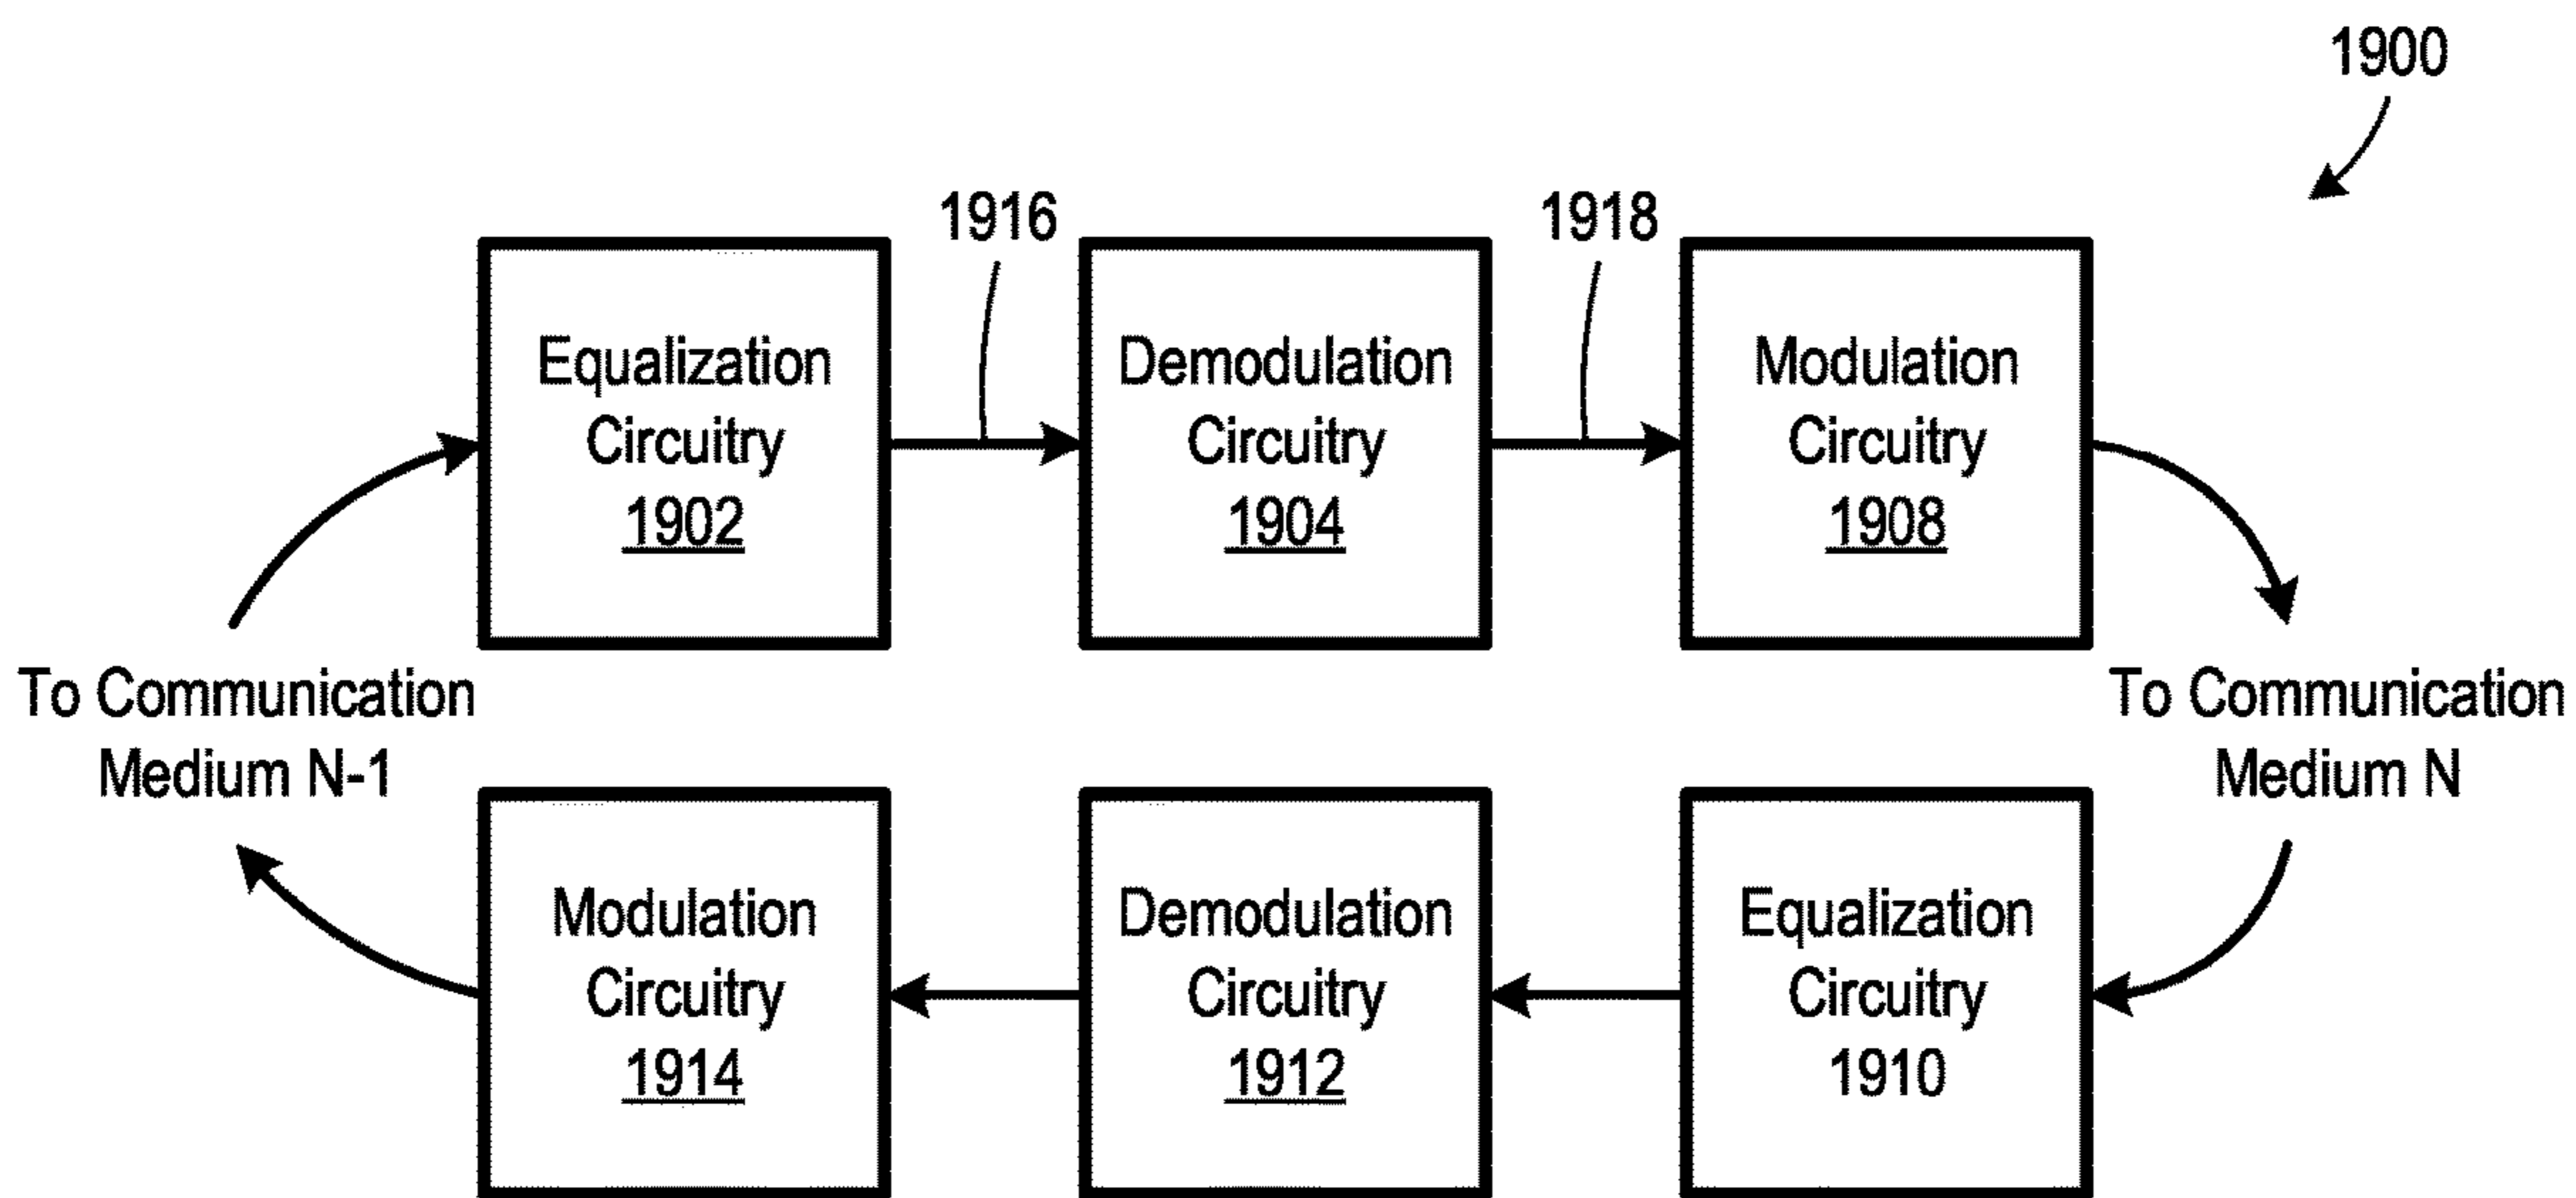 1900
1916
1918
Equalization
Circuitry
1902
Demodulation
Circuitry
1904
Modulation
Circuitry
1908
To Communication
Medium N-1
To Communication
Medium N
Modulation
Circuitry
1914
Demodulation
Circuitry
1912
Equalization
Circuitry
1910